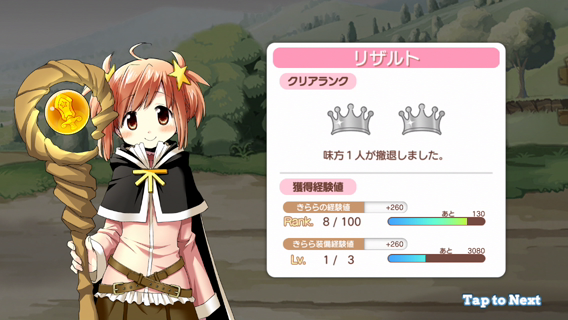 リザルト
クリアランク
味方１人が撤退しました。
獲得経験値
きららの経験値 +260
Rank. 8 / 100 あと 130
きらら装備経験値 +260
Lv. 1 / 3 あと 3080
Tap to Next